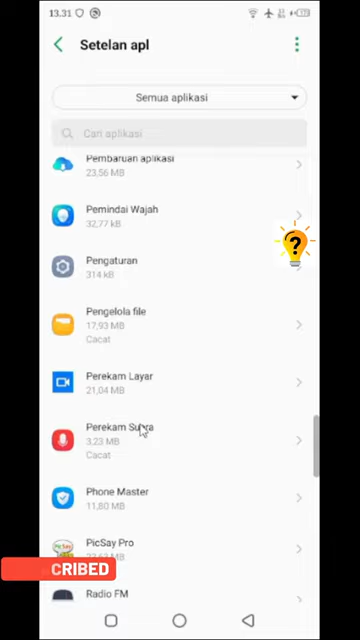 13.31
Setelan apl
Semua aplikasi
Cari aplikasi
Pembaruan aplikasi
23,56 MB
Pemindai Wajah
32,77 kB
?
Pengaturan
314 kB
Pengelola file
17,93 MB
Cacat
Perekam Layar
21,04 MB
Perekam Suara
3,23 MB
Cacat
Phone Master
11,80 MB
PicSay Pro
CRIBED
Radio FM